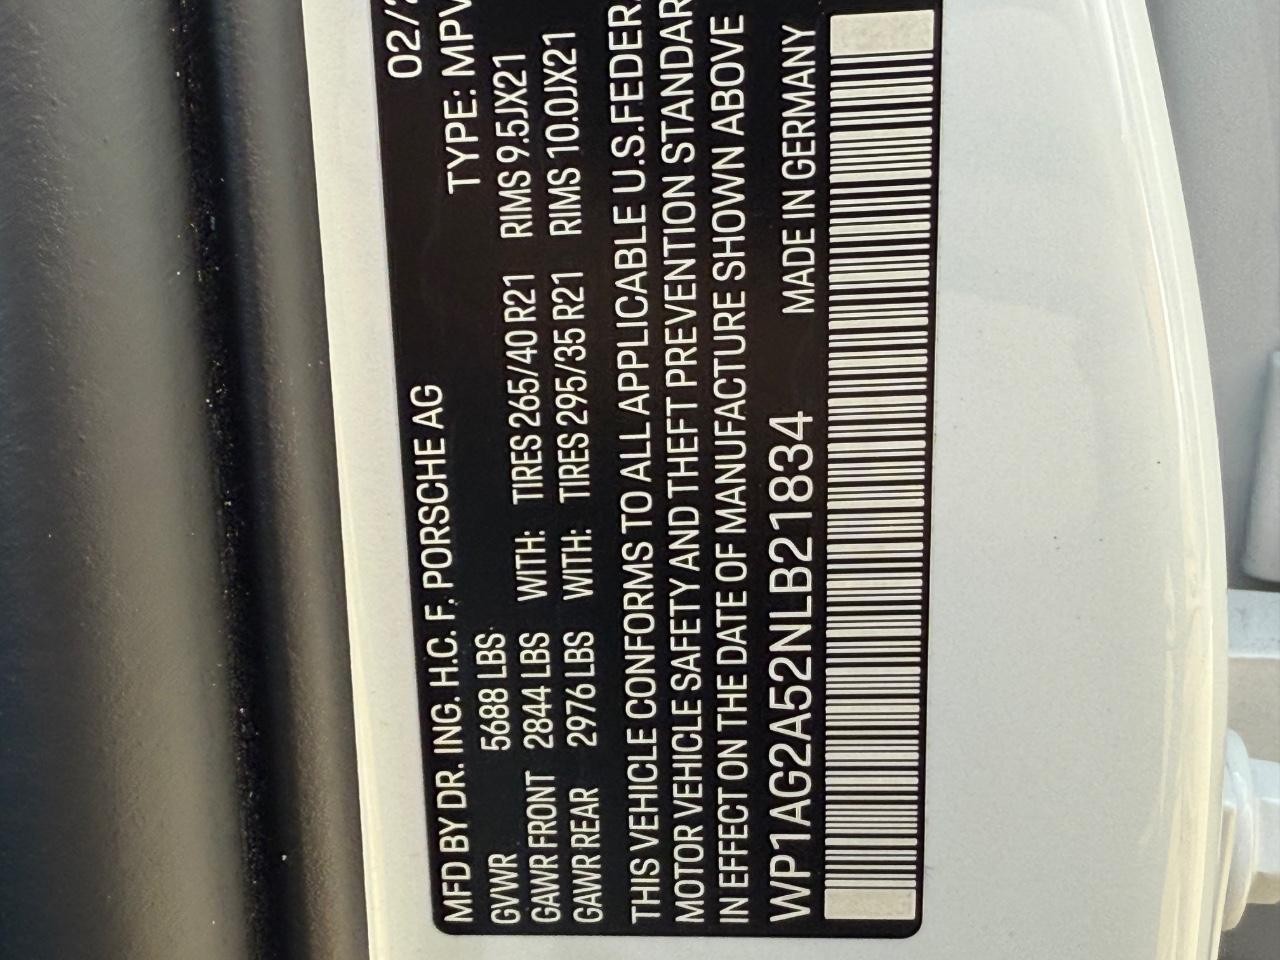 MFD BY DR. ING. H.C. F. PORSCHE AG 02/
GVWR 5688 LBS TYPE: MPV
GAWR FRONT 2844 LBS WITH: TIRES 265/40 R21 RIMS 9.5JX21
GAWR REAR 2976 LBS WITH: TIRES 295/35 R21 RIMS 10.0JX21
THIS VEHICLE CONFORMS TO ALL APPLICABLE U.S.FEDERA
MOTOR VEHICLE SAFETY AND THEFT PREVENTION STANDAR
IN EFFECT ON THE DATE OF MANUFACTURE SHOWN ABOVE
WP1AG2A52NLB21834 MADE IN GERMANY